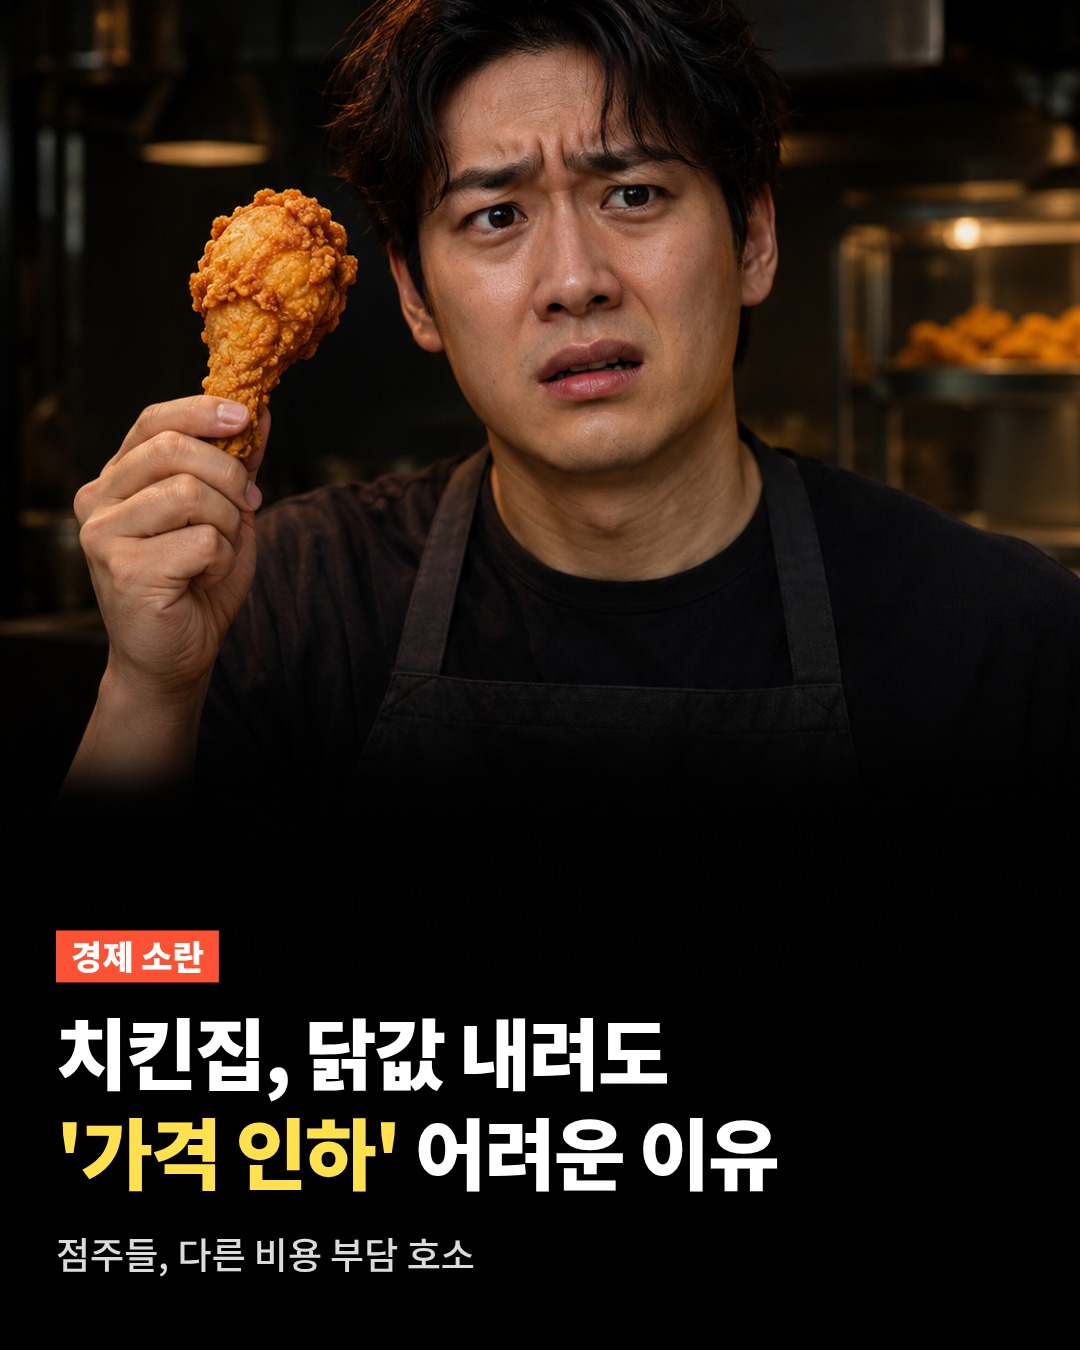 경제 소란
치킨집, 닭값 내려도
'가격 인하' 어려운 이유
점주들, 다른 비용 부담 호소